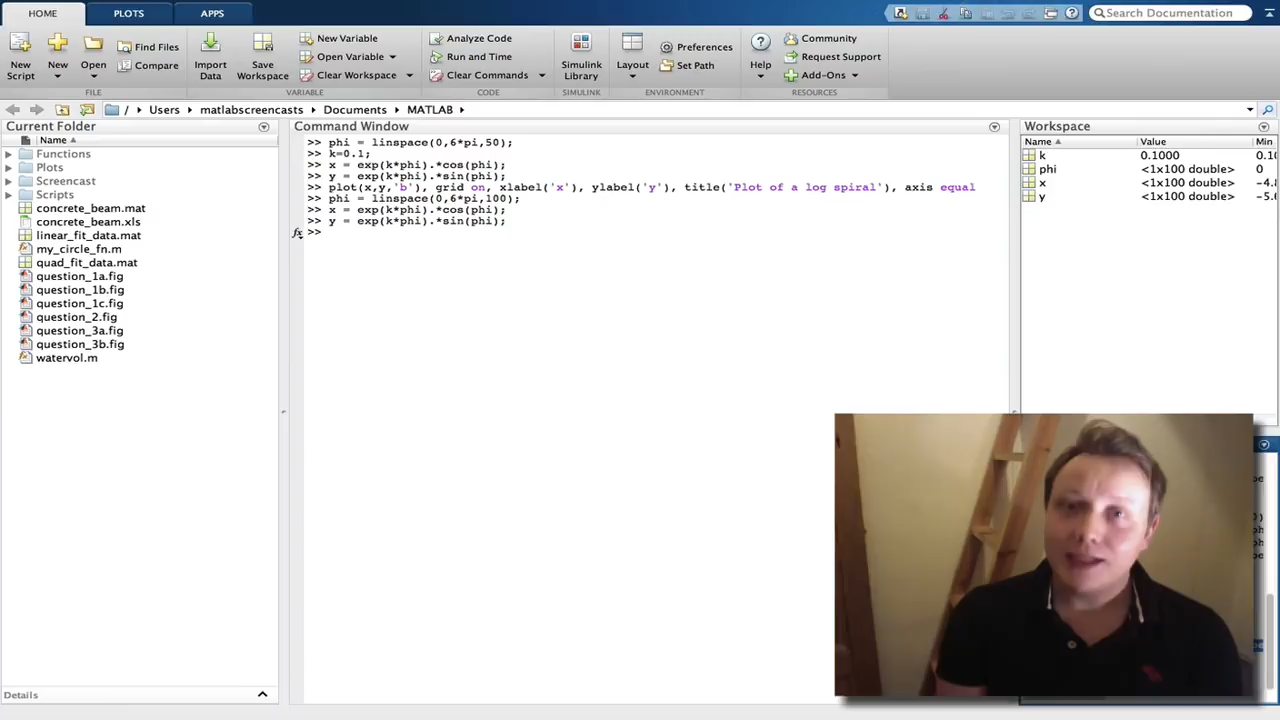 HOME PLOTS APPS
Search Documentation
New Script
New
Open
Find Files
Compare
FILE
Import Data
Save Workspace
New Variable
Open Variable
Clear Workspace
VARIABLE
Analyze Code
Run and Time
Clear Commands
CODE
Simulink Library
SIMULINK
Layout
Preferences
Set Path
ENVIRONMENT
Help
Community
Request Support
Add-Ons
RESOURCES
/ Users matlabscreencasts Documents MATLAB
Current Folder
Name
Functions
Plots
Screencast
Scripts
concrete_beam.mat
concrete_beam.xls
linear_fit_data.mat
my_circle_fn.m
quad_fit_data.mat
question_1a.fig
question_1b.fig
question_1c.fig
question_2.fig
question_3a.fig
question_3b.fig
watervol.m
Details
Command Window
>> phi = linspace(0,6*pi,50);
>> k=0.1;
>> x = exp(k*phi).*cos(phi);
>> y = exp(k*phi).*sin(phi);
>> plot(x,y,'b'), grid on, xlabel('x'), ylabel('y'), title('Plot of a log spiral'), axis equal
>> phi = linspace(0,6*pi,100);
>> x = exp(k*phi).*cos(phi);
>> y = exp(k*phi).*sin(phi);
fx >>
Workspace
Name Value Min
k 0.1000 0.10
phi <1x100 double> 0
x <1x100 double> -4.8
y <1x100 double> -5.6